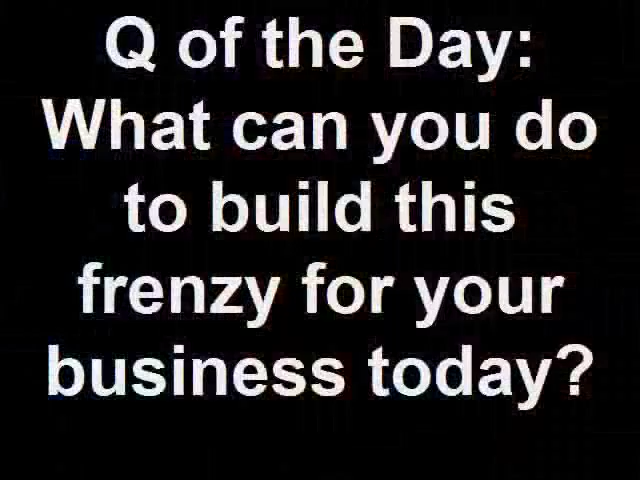 Q of the Day:
What can you do
to build this
frenzy for your
business today?